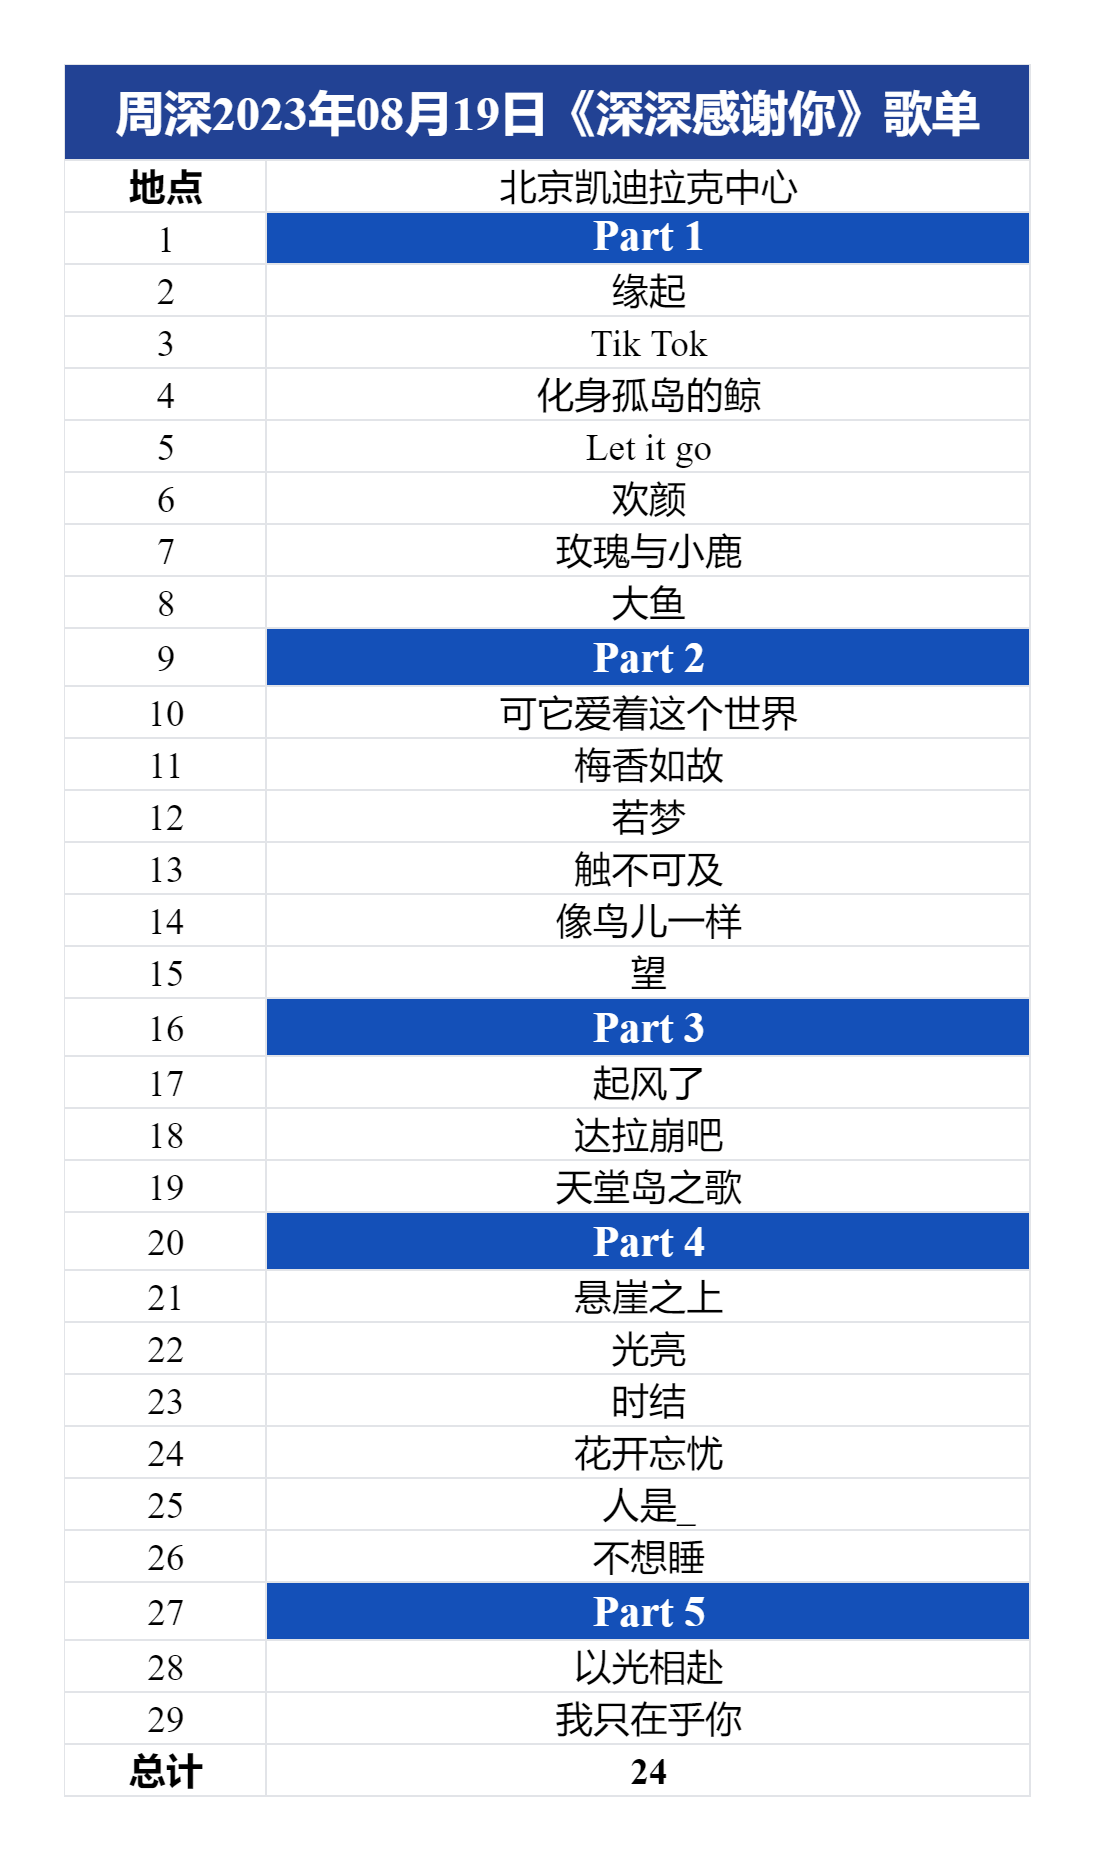 周深2023年08月19日《深深感谢你》歌单
地点 北京凯迪拉克中心
1 Part 1
2 缘起
3 Tik Tok
4 化身孤岛的鲸
5 Let it go
6 欢颜
7 玫瑰与小鹿
8 大鱼
9 Part 2
10 可它爱着这个世界
11 梅香如故
12 若梦
13 触不可及
14 像鸟儿一样
15 望
16 Part 3
17 起风了
18 达拉崩吧
19 天堂岛之歌
20 Part 4
21 悬崖之上
22 光亮
23 时结
24 花开忘忧
25 人是_
26 不想睡
27 Part 5
28 以光相赴
29 我只在乎你
总计 24